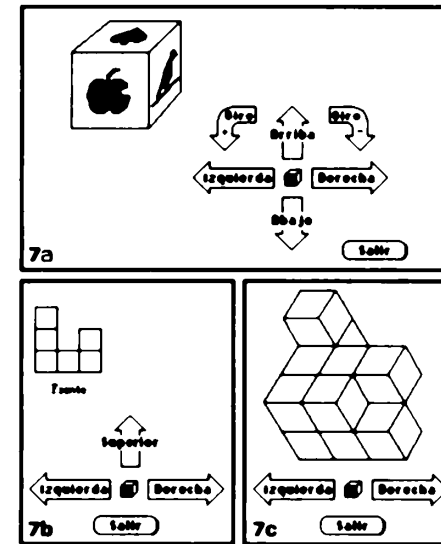 Giro Giro
+ -
Arriba
Izquierda Derecha
Abajo
7a Salir
Frente
Superior
Izquierda Derecha
7b Salir
Izquierda Derecha
7c Salir